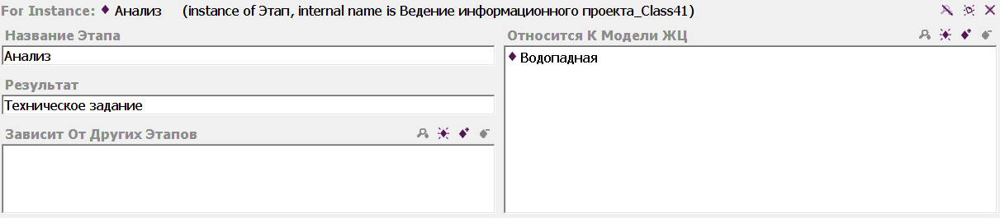 For Instance: Анализ (instance of Этап, internal name is Ведение информационного проекта_Class41)
Название Этапа
Анализ
Результат
Техническое задание
Зависит От Других Этапов
Относится К Модели ЖЦ
Водопадная